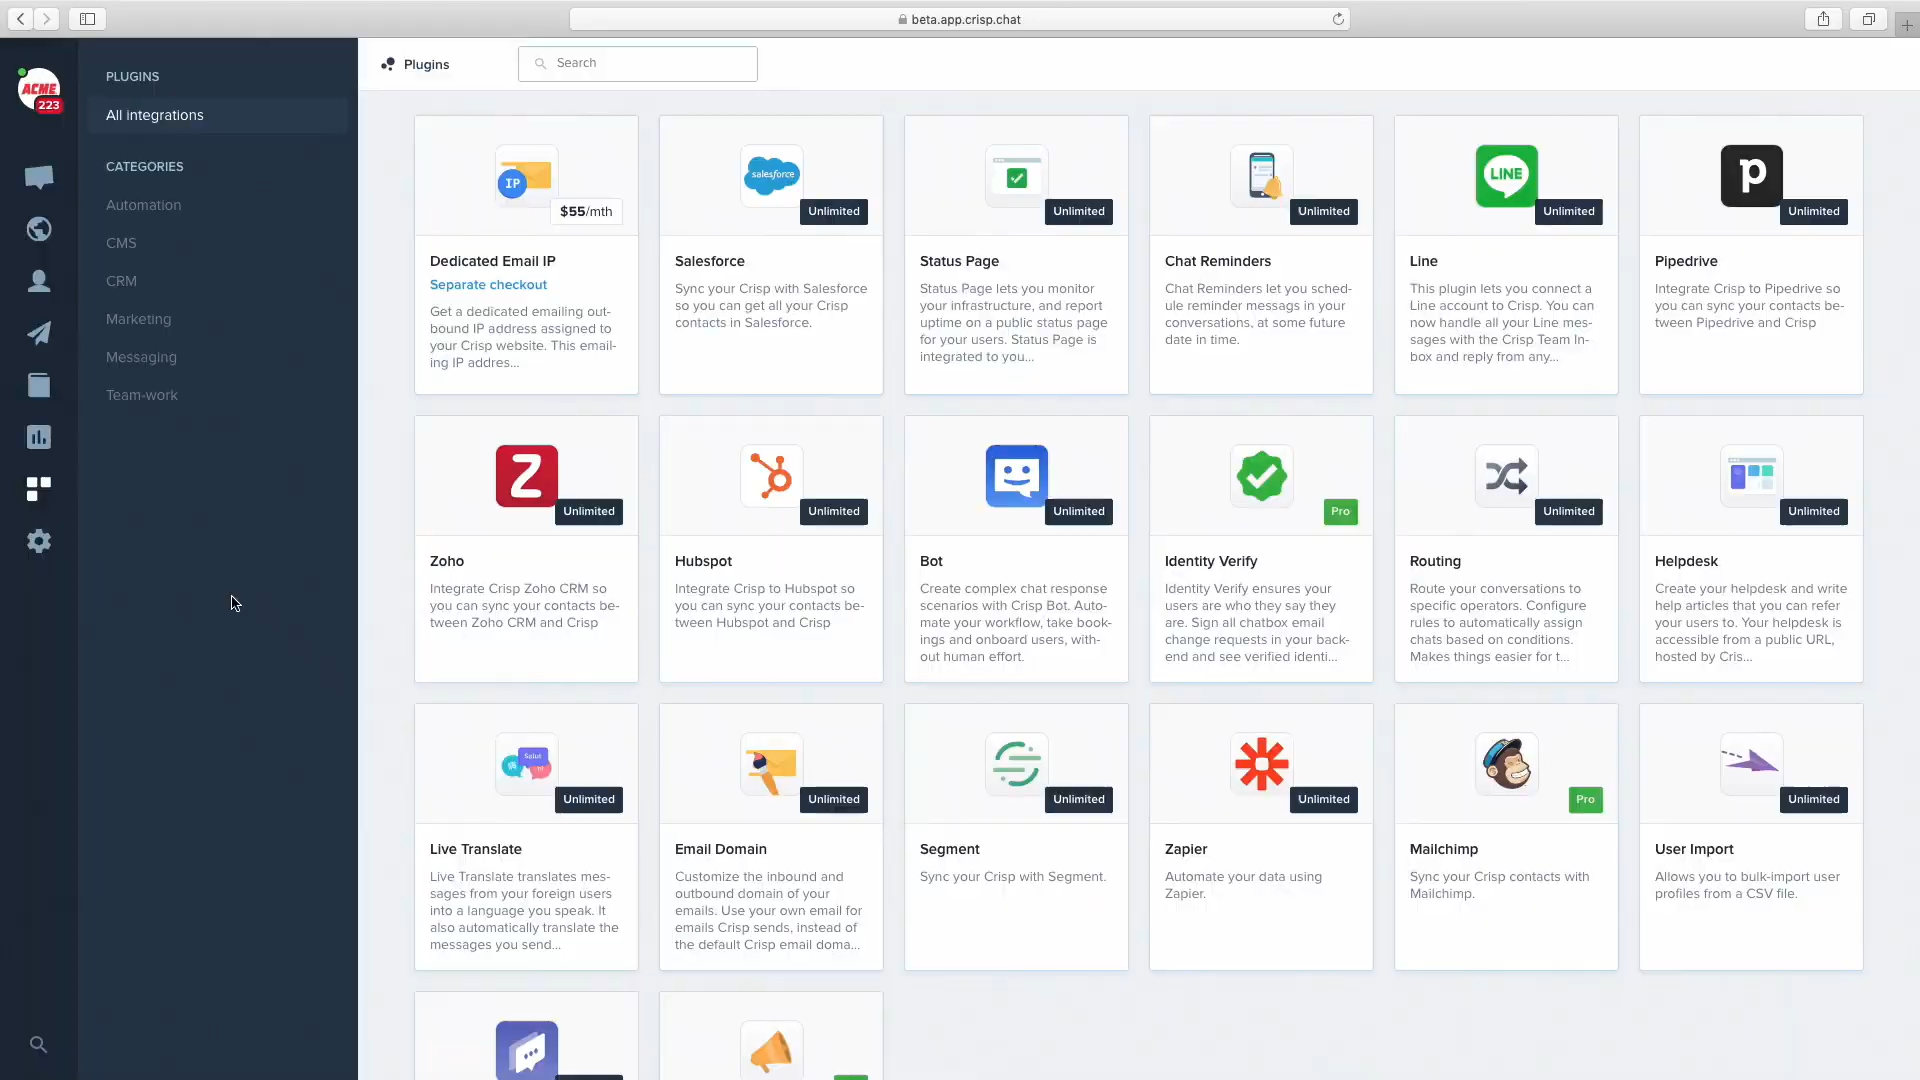 beta.app.crisp.chat
ACME
223
PLUGINS
All integrations
CATEGORIES
Automation
CMS
CRM
Marketing
Messaging
Team-work
Plugins
Search
IP
$55/mth
Dedicated Email IP
Separate checkout
Get a dedicated emailing out-
bound IP address assigned to
your Crisp website. This email-
ing IP addres...
salesforce
Unlimited
Salesforce
Sync your Crisp with Salesforce
so you can get all your Crisp
contacts in Salesforce.
Unlimited
Status Page
Status Page lets you monitor
your infrastructure, and report
uptime on a public status page
for your users. Status Page is
integrated to you...
Unlimited
Chat Reminders
Chat Reminders let you sched-
ule reminder messags in your
conversations, at some future
date in time.
LINE
Unlimited
Line
This plugin lets you connect a
Line account to Crisp. You can
now handle all your Line mes-
sages with the Crisp Team In-
box and reply from any...
p
Unlimited
Pipedrive
Integrate Crisp to Pipedrive so
you can sync your contacts be-
tween Pipedrive and Crisp
Z
Unlimited
Zoho
Integrate Crisp Zoho CRM so
you can sync your contacts be-
tween Zoho CRM and Crisp
Unlimited
Hubspot
Integrate Crisp to Hubspot so
you can sync your contacts be-
tween Hubspot and Crisp
Unlimited
Bot
Create complex chat response
scenarios with Crisp Bot. Auto-
mate your workflow, take book-
ings and onboard users, with-
out human effort.
Pro
Identity Verify
Identity Verify ensures your
users are who they say they
are. Sign all chatbox email
change requests in your back-
end and see verified identi...
Unlimited
Routing
Route your conversations to
specific operators. Configure
rules to automatically assign
chats based on conditions.
Makes things easier for t...
Unlimited
Helpdesk
Create your helpdesk and write
help articles that you can refer
your users to. Your helpdesk is
accessible from a public URL,
hosted by Cris...
Salut
Unlimited
Live Translate
Live Translate translates mes-
sages from your foreign users
into a language you speak. It
also automatically translate the
messages you send...
Unlimited
Email Domain
Customize the inbound and
outbound domain of your
emails. Use your own email for
emails Crisp sends, instead of
the default Crisp email doma...
Unlimited
Segment
Sync your Crisp with Segment.
Unlimited
Zapier
Automate your data using
Zapier.
Pro
Mailchimp
Sync your Crisp contacts with
Mailchimp.
Unlimited
User Import
Allows you to bulk-import user
profiles from a CSV file.